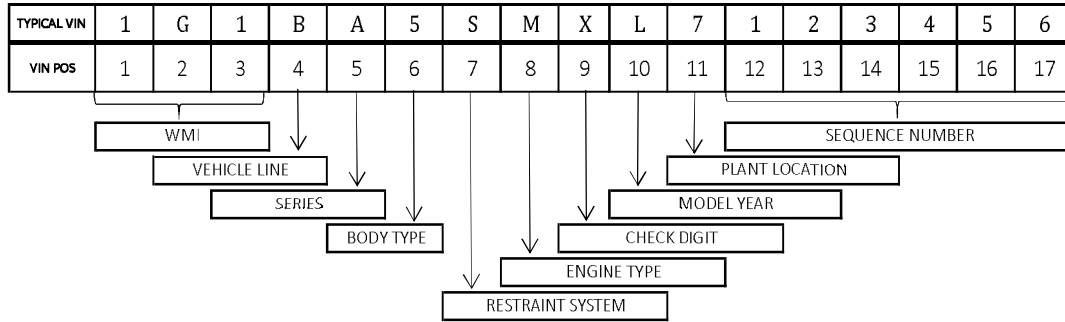 TYPICAL VIN 1 G 1 B A 5 S M X L 7 1 2 3 4 5 6
VIN POS 1 2 3 4 5 6 7 8 9 10 11 12 13 14 15 16 17
WMI SEQUENCE NUMBER
VEHICLE LINE PLANT LOCATION
SERIES MODEL YEAR
BODY TYPE CHECK DIGIT
ENGINE TYPE
RESTRAINT SYSTEM